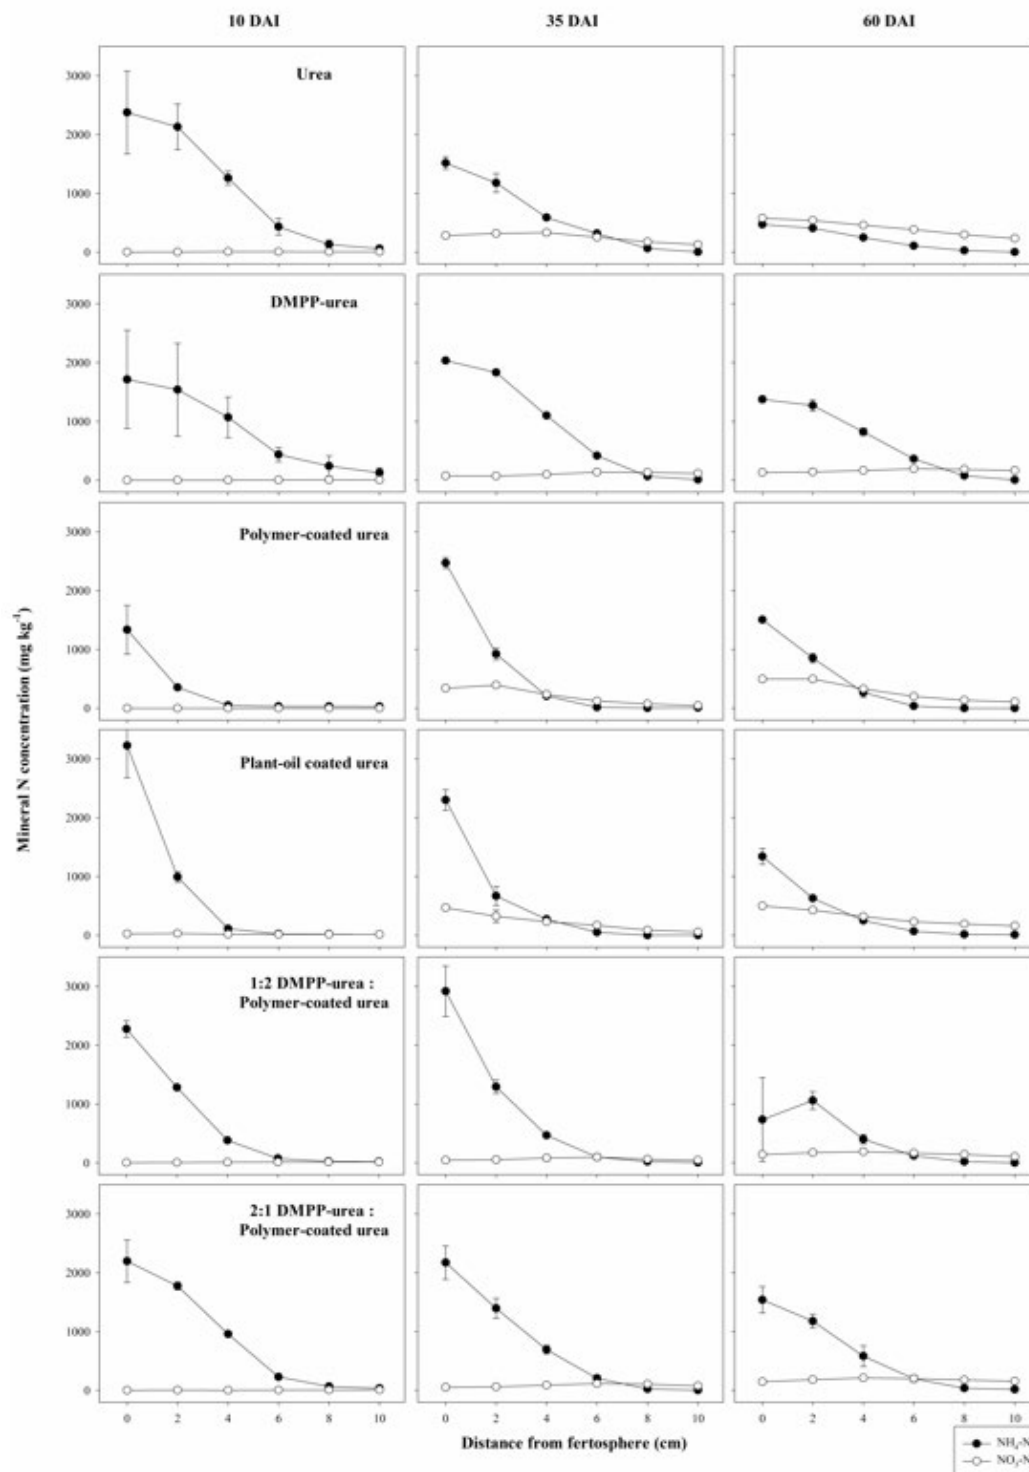 10 DAI 35 DAI 60 DAI
Urea
3000
2000
1000
0
DMPP-urea
3000
2000
1000
0
Polymer-coated urea
3000
2000
1000
0
Plant-oil coated urea
3000
2000
1000
0
1:2 DMPP-urea :
Polymer-coated urea
3000
2000
1000
0
2:1 DMPP-urea :
Polymer-coated urea
3000
2000
1000
0
Mineral N concentration (mg kg⁻¹)
0 2 4 6 8 10 0 2 4 6 8 10 0 2 4 6 8 10
Distance from fertosphere (cm)
NH₄-N
NO₃-N